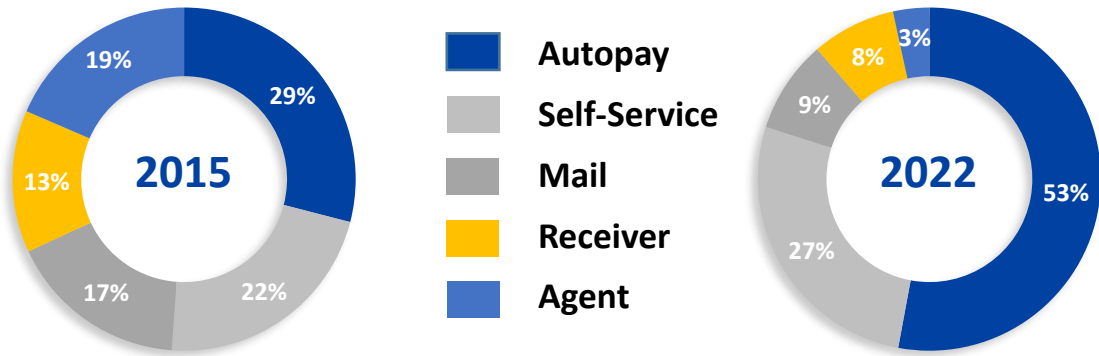 19%
29%
13%
2015
17%
22%
Autopay
Self-Service
Mail
Receiver
Agent
3%
8%
9%
2022
53%
27%